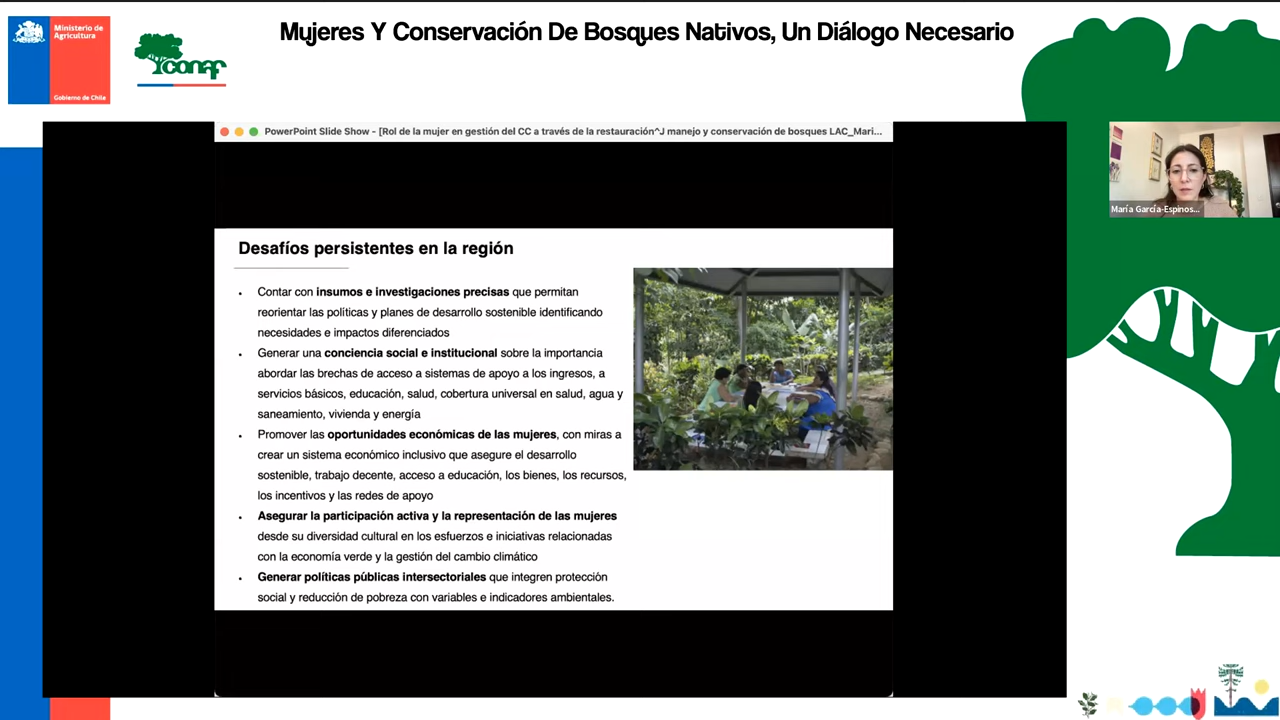 Mujeres Y Conservación De Bosques Nativos, Un Diálogo Necesario
Ministerio de
Agricultura
Gobierno de Chile
conaf
PowerPoint Slide Show - [Rol de la mujer en gestión del CC a través de la restauración^J manejo y conservación de bosques LAC_Mari...
María García-Espinos...
Desafíos persistentes en la región
• Contar con insumos e investigaciones precisas que permitan
reorientar las políticas y planes de desarrollo sostenible identificando
necesidades e impactos diferenciados
• Generar una conciencia social e institucional sobre la importancia
abordar las brechas de acceso a sistemas de apoyo a los ingresos, a
servicios básicos, educación, salud, cobertura universal en salud, agua y
saneamiento, vivienda y energía
• Promover las oportunidades económicas de las mujeres, con miras a
crear un sistema económico inclusivo que asegure el desarrollo
sostenible, trabajo decente, acceso a educación, los bienes, los recursos,
los incentivos y las redes de apoyo
• Asegurar la participación activa y la representación de las mujeres
desde su diversidad cultural en los esfuerzos e iniciativas relacionadas
con la economía verde y la gestión del cambio climático
• Generar políticas públicas intersectoriales que integren protección
social y reducción de pobreza con variables e indicadores ambientales.